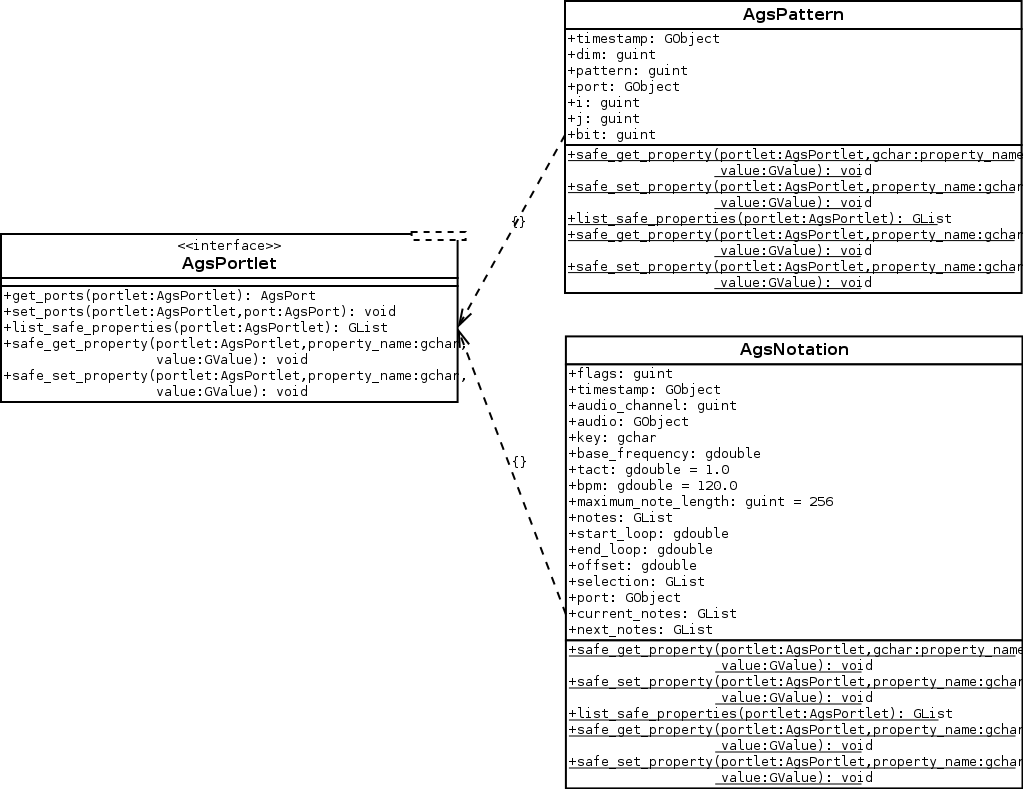 AgsPattern
+timestamp: GObject
+dim: guint
+pattern: guint
+port: GObject
+i: guint
+j: guint
+bit: guint
+safe_get_property(portlet:AgsPortlet,gchar:property_name
value:GValue): void
+safe_set_property(portlet:AgsPortlet,property_name:gchar
value:GValue): void
+list_safe_properties(portlet:AgsPortlet): GList
+safe_get_property(portlet:AgsPortlet,property_name:gchar
value:GValue): void
+safe_set_property(portlet:AgsPortlet,property_name:gchar
value:GValue): void
{}
<<interface>>
AgsPortlet
+get_ports(portlet:AgsPortlet): AgsPort
+set_ports(portlet:AgsPortlet,port:AgsPort): void
+list_safe_properties(portlet:AgsPortlet): GList
+safe_get_property(portlet:AgsPortlet,property_name:gchar,
value:GValue): void
+safe_set_property(portlet:AgsPortlet,property_name:gchar,
value:GValue): void
{}
AgsNotation
+flags: guint
+timestamp: GObject
+audio_channel: guint
+audio: GObject
+key: gchar
+base_frequency: gdouble
+tact: gdouble = 1.0
+bpm: gdouble = 120.0
+maximum_note_length: guint = 256
+notes: GList
+start_loop: gdouble
+end_loop: gdouble
+offset: gdouble
+selection: GList
+port: GObject
+current_notes: GList
+next_notes: GList
+safe_get_property(portlet:AgsPortlet,gchar:property_name
value:GValue): void
+safe_set_property(portlet:AgsPortlet,property_name:gchar
value:GValue): void
+list_safe_properties(portlet:AgsPortlet): GList
+safe_get_property(portlet:AgsPortlet,property_name:gchar
value:GValue): void
+safe_set_property(portlet:AgsPortlet,property_name:gchar
value:GValue): void